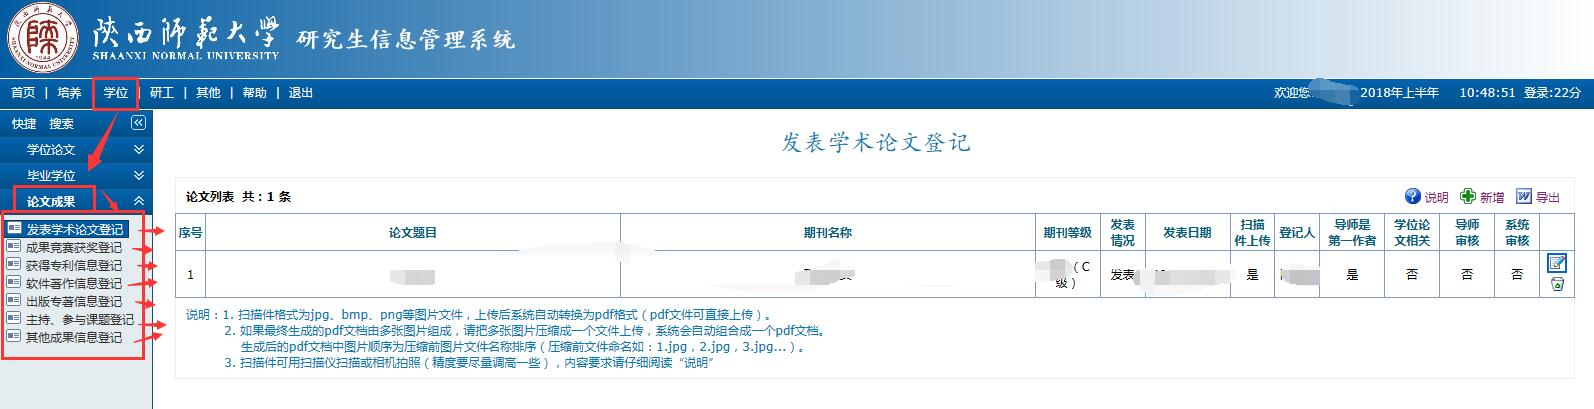 陕西师范大学 研究生信息管理系统
SHAANXI NORMAL UNIVERSITY
1944
首页 | 培养 | 学位 | 研工 | 其他 | 帮助 | 退出
欢迎您: 2018年上半年 10:48:51 登录:22分
快捷 搜索
学位论文
毕业学位
论文成果
发表学术论文登记
成果竞赛获奖登记
获得专利信息登记
软件著作信息登记
出版专著信息登记
主持、参与课题登记
其他成果信息登记
发表学术论文登记
论文列表 共：1 条
说明 新增 导出
序号 论文题目 期刊名称 期刊等级 发表情况 发表日期 扫描件上传 登记人 导师是第一作者 学位论文相关 导师审核 系统审核
1 （C级） 发表 是 是 否 否 否
说明：1. 扫描件格式为jpg、bmp、png等图片文件，上传后系统自动转换为pdf格式（pdf文件可直接上传）。
2. 如果最终生成的pdf文档由多张图片组成，请把多张图片压缩成一个文件上传，系统会自动组合成一个pdf文档。
生成后的pdf文档中图片顺序为压缩前图片文件名称排序（压缩前文件命名如：1.jpg，2.jpg，3.jpg...）。
3. 扫描件可用扫描仪扫描或相机拍照（精度要尽量调高一些），内容要求请仔细阅读“说明”